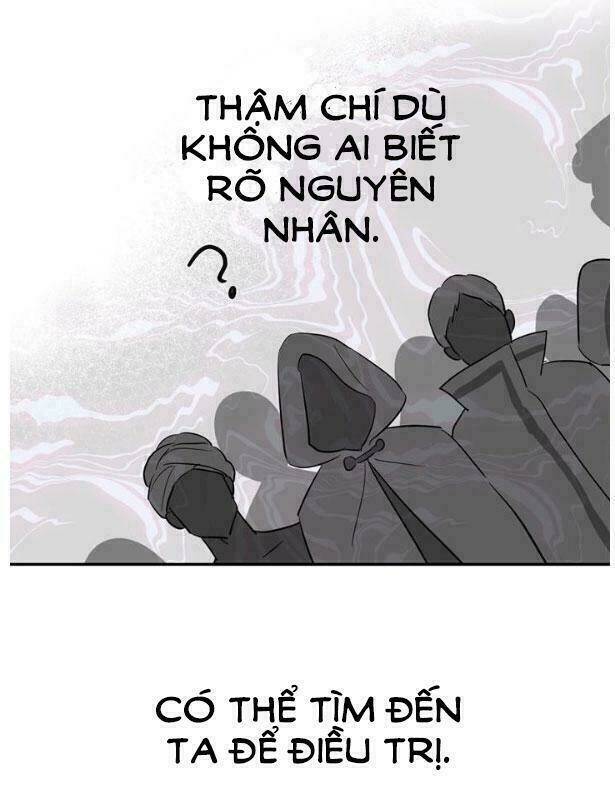 THẬM CHÍ DÙ
KHÔNG AI BIẾT
RÕ NGUYÊN
NHÂN.
?
CÓ THỂ TÌM ĐẾN
TA ĐỂ ĐIỀU TRỊ.